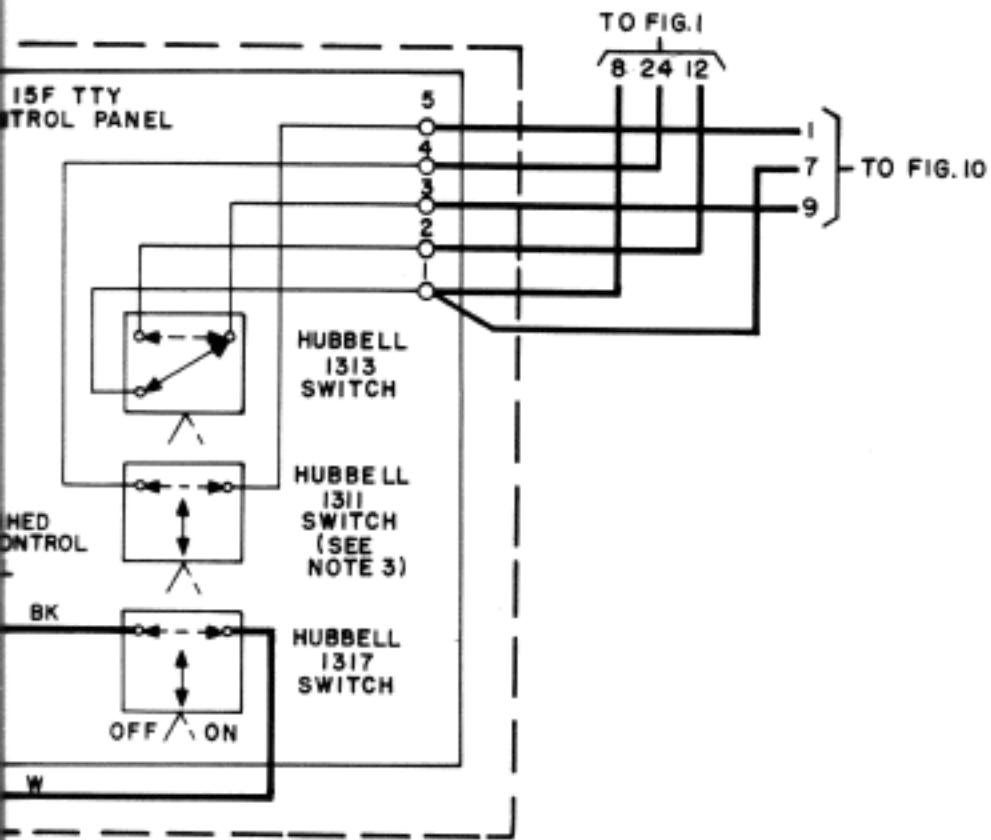 TO FIG.1
8 24 12
15F TTY
TROL PANEL
5
4
3
2
1
1
7
9
TO FIG.10
HUBBELL
1313
SWITCH
HUBBELL
1311
SWITCH
(SEE
NOTE 3)
HED
ONTROL
BK
HUBBELL
1317
SWITCH
OFF ON
W